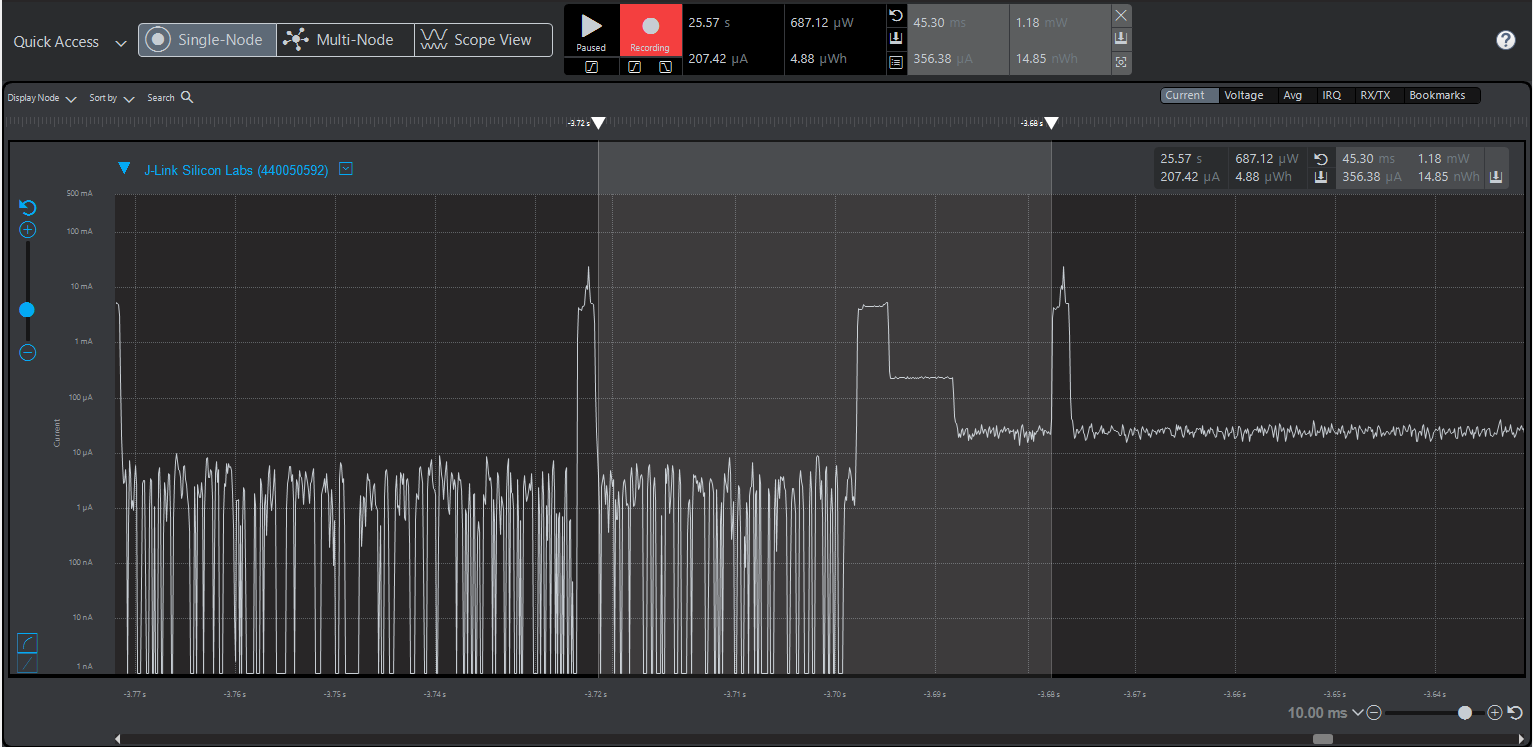 Quick Access
Single-Node
Multi-Node
Scope View
Paused
Recording
25.57 s
687.12 µW
207.42 µA
4.88 µWh
45.30 ms
1.18 mW
356.38 µA
14.85 nWh
?
Display Node
Sort by
Search
Current Voltage Avg IRQ RX/TX Bookmarks
-3.72 s
-3.68 s
J-Link Silicon Labs (440050592)
25.57 s 687.12 µW 45.30 ms 1.18 mW
207.42 µA 4.88 µWh 356.38 µA 14.85 nWh
500 mA
100 mA
10 mA
1 mA
100 µA
10 µA
1 µA
100 nA
10 nA
1 nA
Current
-3.77 s -3.76 s -3.75 s -3.74 s -3.72 s -3.71 s -3.70 s -3.69 s -3.68 s -3.67 s -3.66 s -3.65 s -3.64 s
10.00 ms